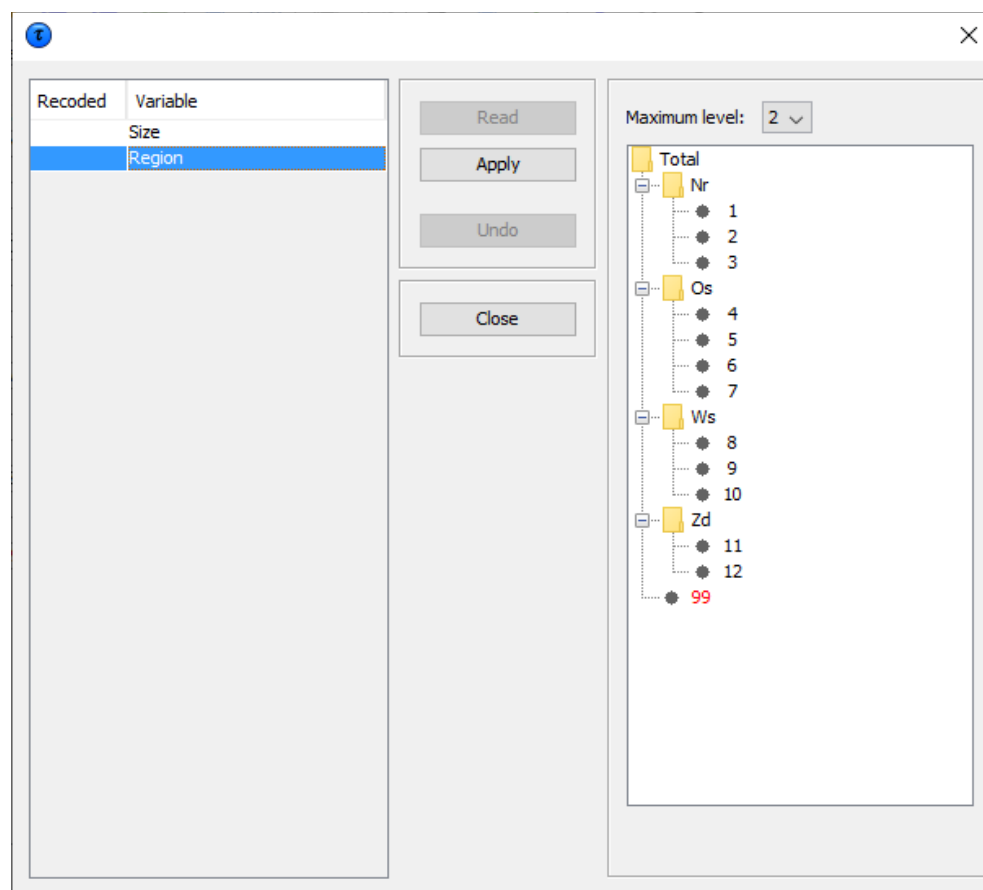 τ
Recoded Variable
Size
Region
Read
Apply
Undo
Close
Maximum level: 2
Total
Nr
1
2
3
Os
4
5
6
7
Ws
8
9
10
Zd
11
12
99